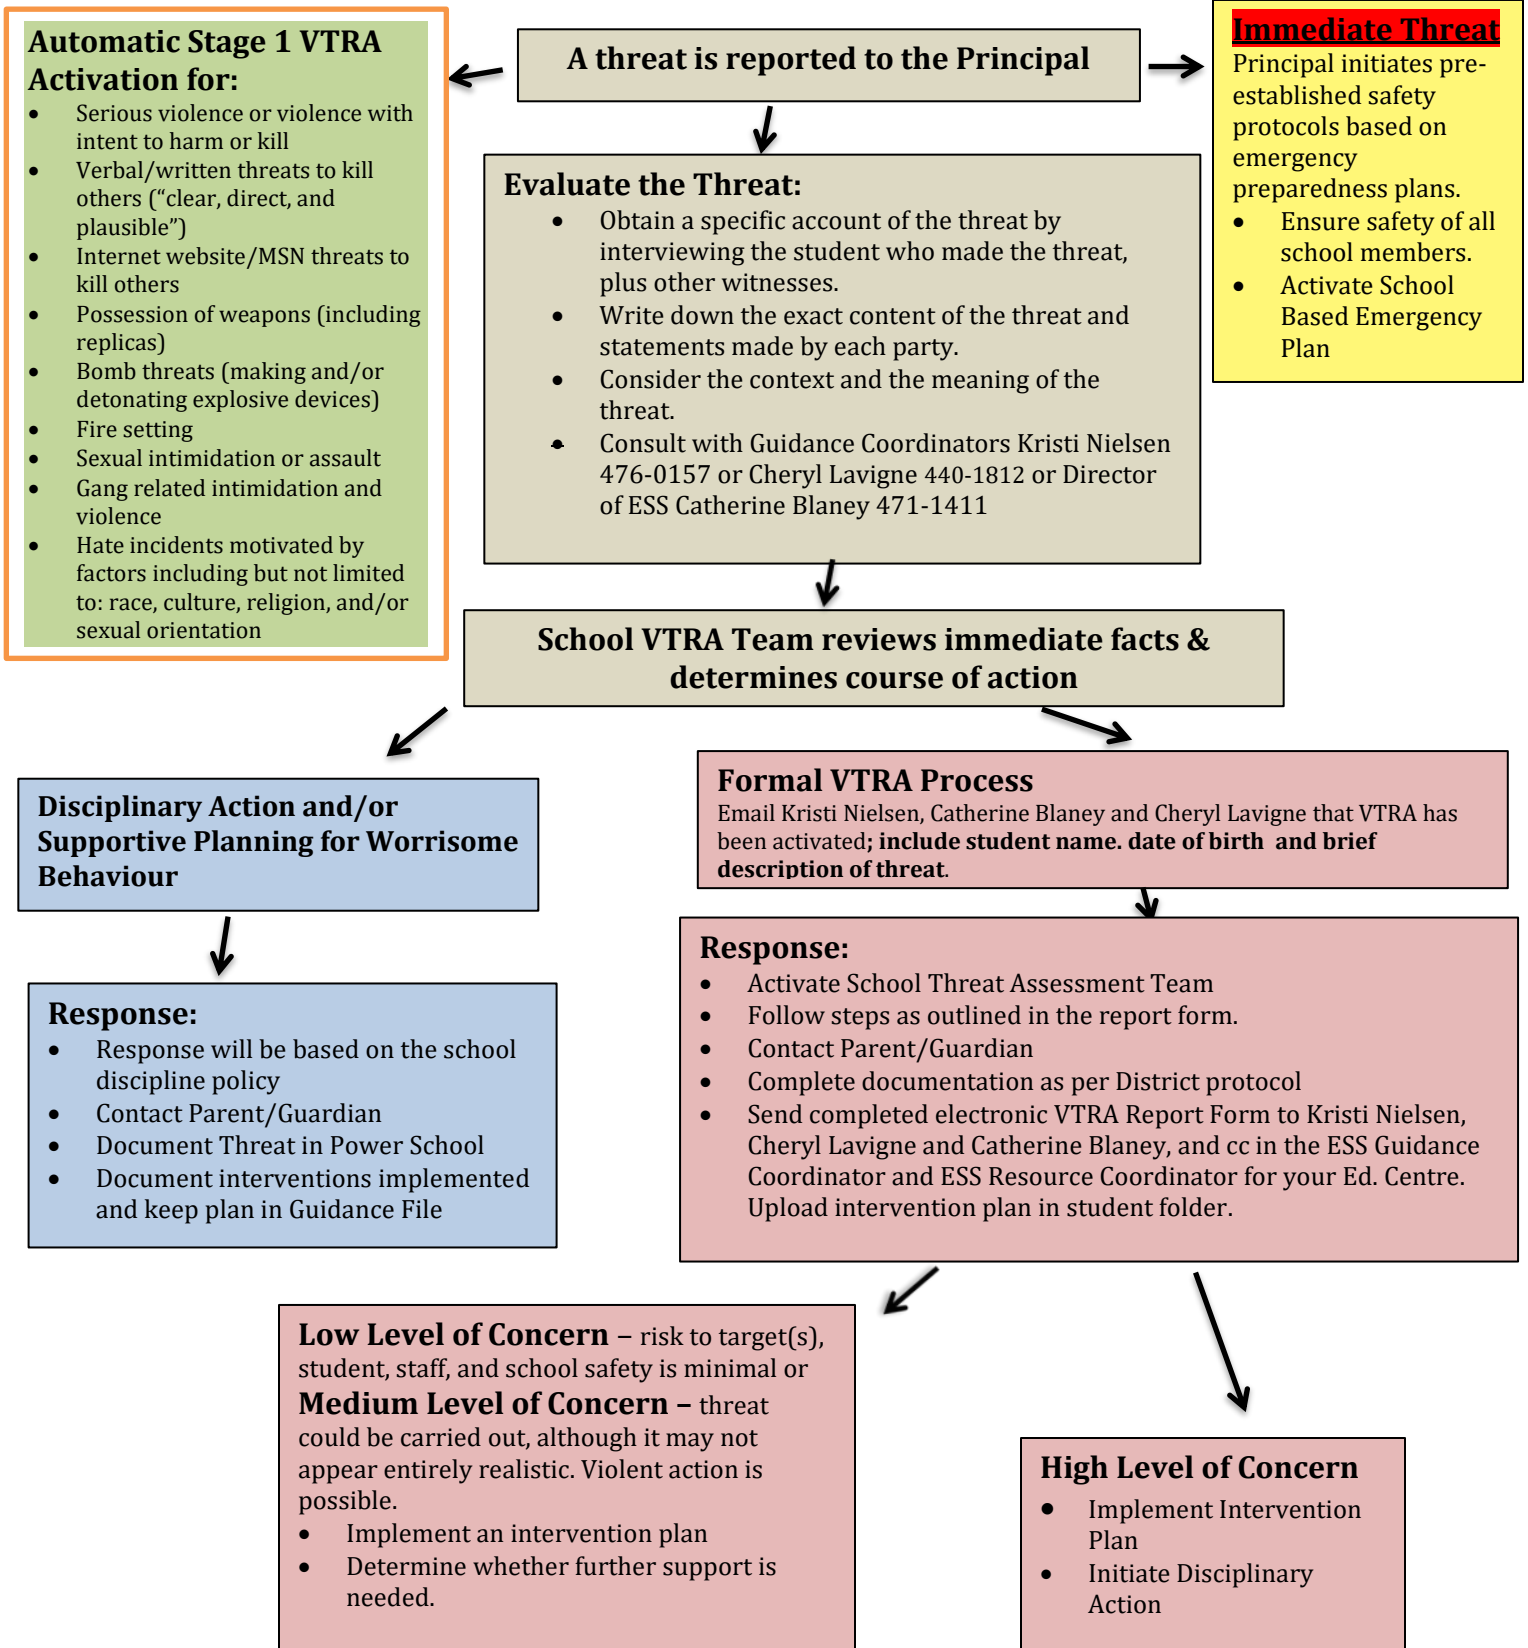 Automatic Stage 1 VTRA
Activation for:
• Serious violence or violence with
intent to harm or kill
• Verbal/written threats to kill
others (“clear, direct, and
plausible”)
• Internet website/MSN threats to
kill others
• Possession of weapons (including
replicas)
• Bomb threats (making and/or
detonating explosive devices)
• Fire setting
• Sexual intimidation or assault
• Gang related intimidation and
violence
• Hate incidents motivated by
factors including but not limited
to: race, culture, religion, and/or
sexual orientation
A threat is reported to the Principal
Immediate Threat
Principal initiates pre-
established safety
protocols based on
emergency
preparedness plans.
• Ensure safety of all
school members.
• Activate School
Based Emergency
Plan
Evaluate the Threat:
• Obtain a specific account of the threat by
interviewing the student who made the threat,
plus other witnesses.
• Write down the exact content of the threat and
statements made by each party.
• Consider the context and the meaning of the
threat.
• Consult with Guidance Coordinators Kristi Nielsen
476-0157 or Cheryl Lavigne 440-1812 or Director
of ESS Catherine Blaney 471-1411
School VTRA Team reviews immediate facts &
determines course of action
Disciplinary Action and/or
Supportive Planning for Worrisome
Behaviour
Formal VTRA Process
Email Kristi Nielsen, Catherine Blaney and Cheryl Lavigne that VTRA has
been activated; include student name. date of birth and brief
description of threat.
Response:
• Response will be based on the school
discipline policy
• Contact Parent/Guardian
• Document Threat in Power School
• Document interventions implemented
and keep plan in Guidance File
Response:
• Activate School Threat Assessment Team
• Follow steps as outlined in the report form.
• Contact Parent/Guardian
• Complete documentation as per District protocol
• Send completed electronic VTRA Report Form to Kristi Nielsen,
Cheryl Lavigne and Catherine Blaney, and cc in the ESS Guidance
Coordinator and ESS Resource Coordinator for your Ed. Centre.
Upload intervention plan in student folder.
Low Level of Concern – risk to target(s),
student, staff, and school safety is minimal or
Medium Level of Concern – threat
could be carried out, although it may not
appear entirely realistic. Violent action is
possible.
• Implement an intervention plan
• Determine whether further support is
needed.
High Level of Concern
• Implement Intervention
Plan
• Initiate Disciplinary
Action